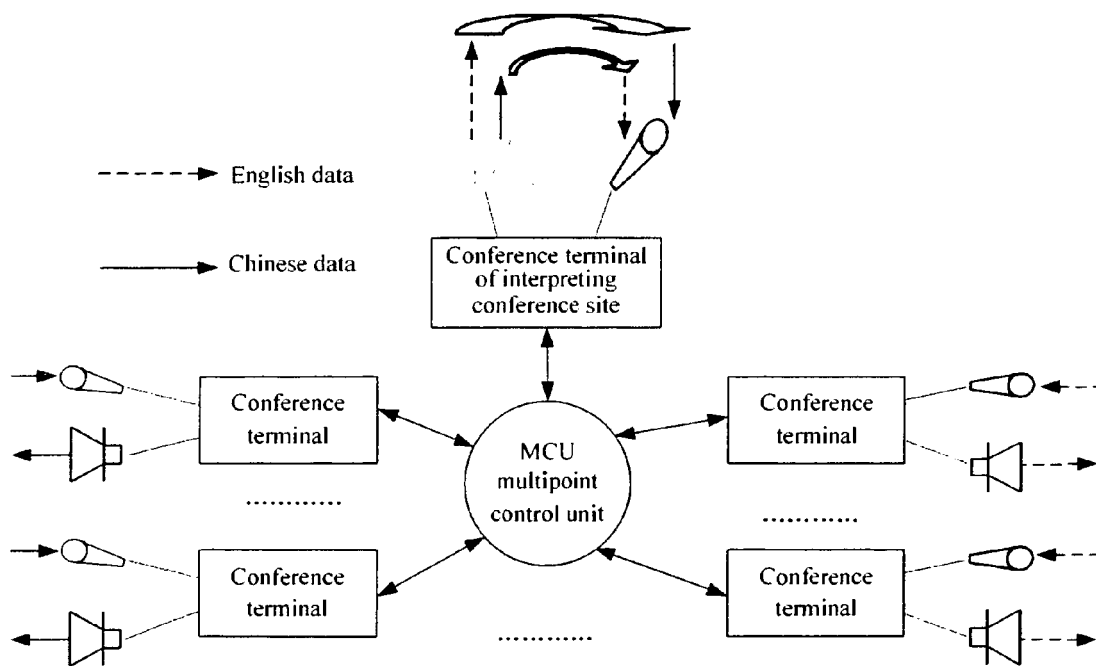 English data
Chinese data
Conference terminal
of interpreting
conference site
Conference
terminal
Conference
terminal
MCU
multipoint
control unit
Conference
terminal
Conference
terminal